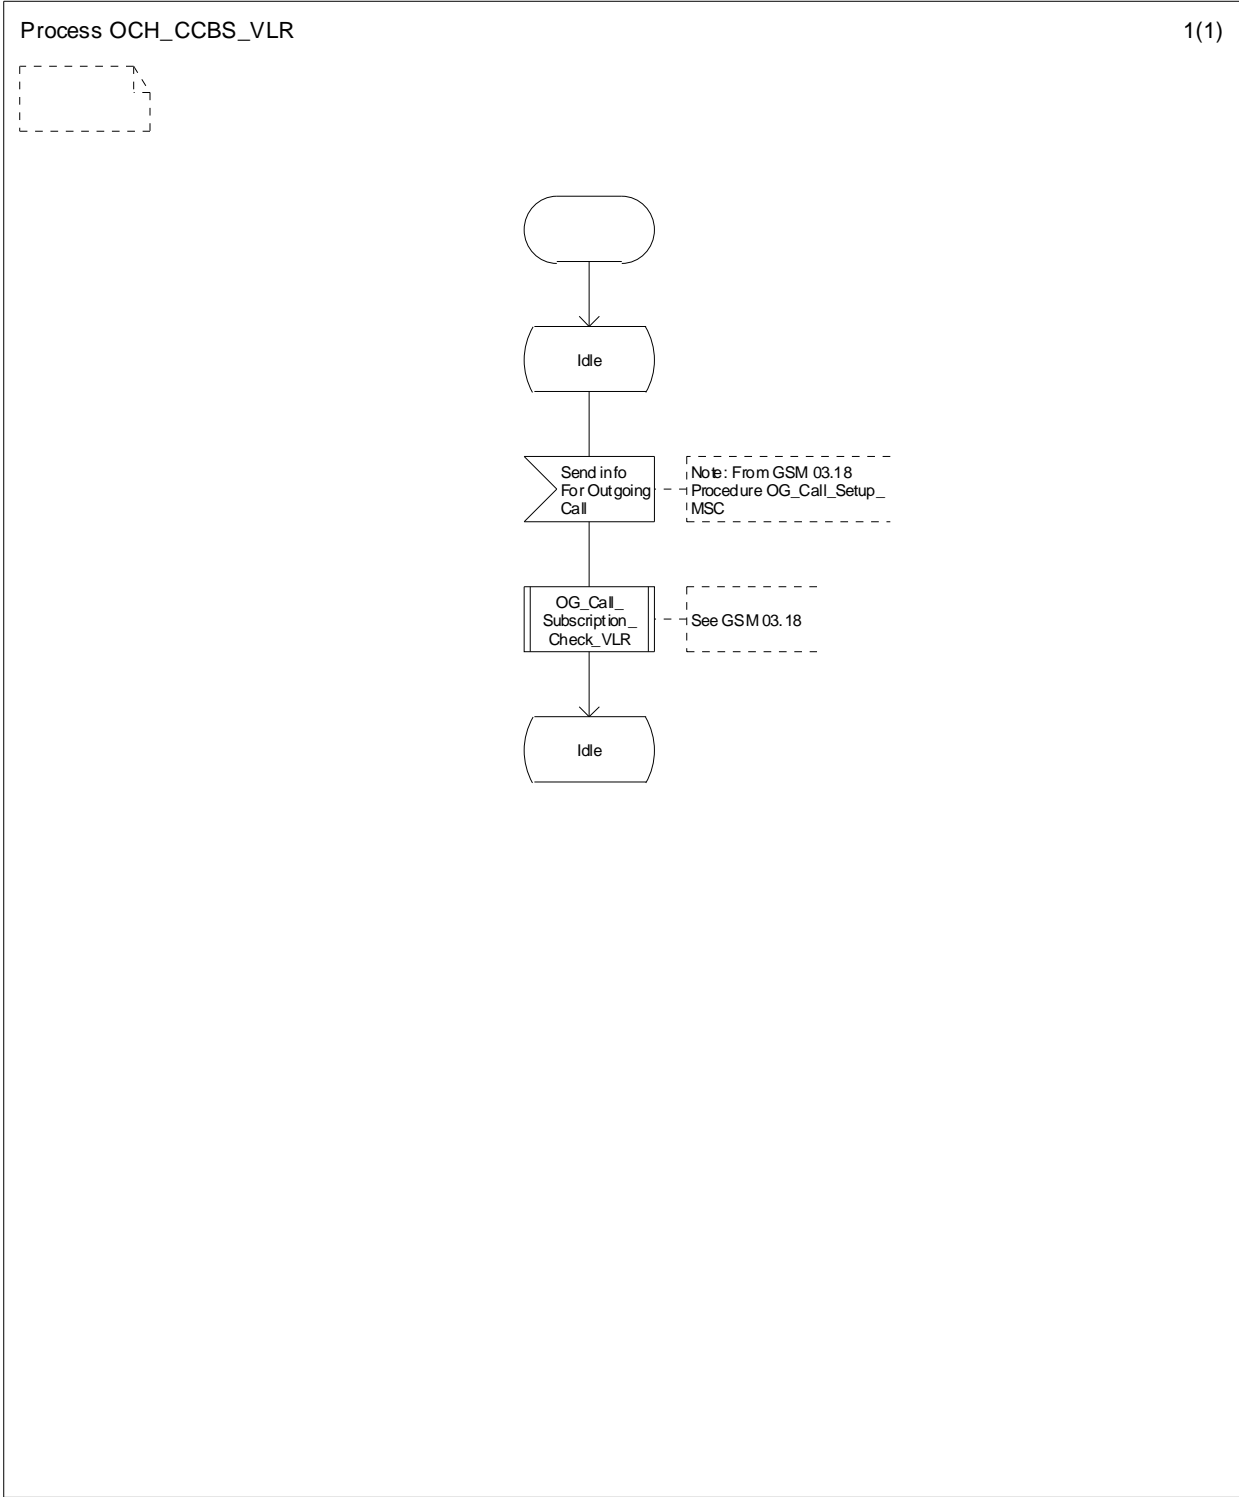 Process OCH_CCBS_VLR
1(1)
Idle
Send info
For Outgoing
Call
Note: From GSM 03.18
Procedure OG_Call_Setup_
MSC
OG_Call_
Subscription_
Check_VLR
See GSM 03.18
Idle